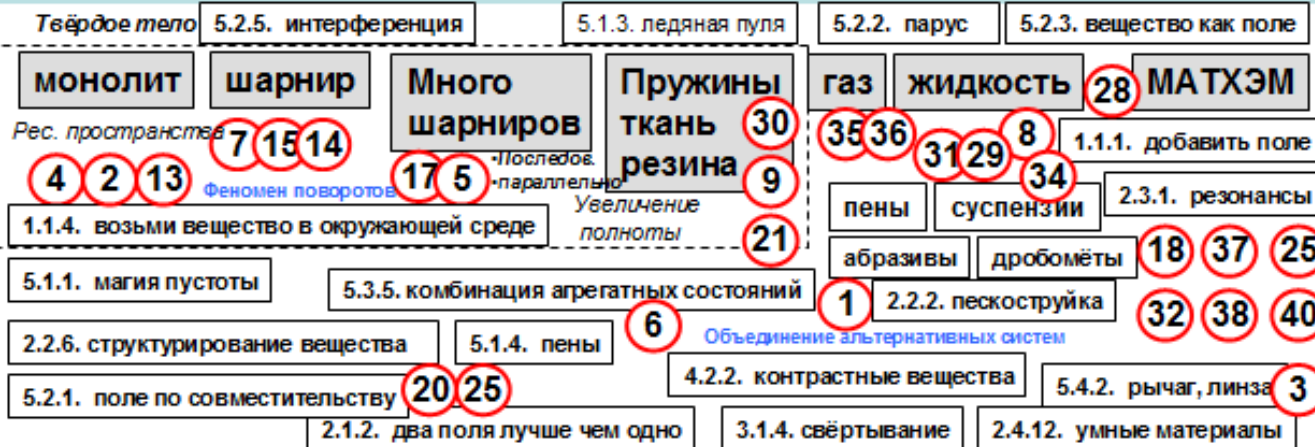 Твёрдое тело 5.2.5. интерференция 5.1.3. ледяная пуля 5.2.2. парус 5.2.3. вещество как поле
монолит шарнир Много шарниров Пружины ткань резина газ жидкость 28 МАТХЭМ
30
35 36
Рес. пространства 7 15 14
31 29 8 1.1.1. добавить поле
4 2 13 Феномен поворотов 17 5
•Последов.
•параллельно
9 34
пены суспензии 2.3.1. резонансы
Увеличение
полноты 21
1.1.4. возьми вещество в окружающей среде
абразивы дробомёты 18 37 25
5.1.1. магия пустоты 5.3.5. комбинация агрегатных состояний 1 2.2.2. пескоструйка
32 38 40
6 Объединение альтернативных систем
2.2.6. структурирование вещества 5.1.4. пены
4.2.2. контрастные вещества 5.4.2. рычаг, линза 3
5.2.1. поле по совместительству 20 25
2.1.2. два поля лучше чем одно 3.1.4. свёртывание 2.4.12. умные материалы